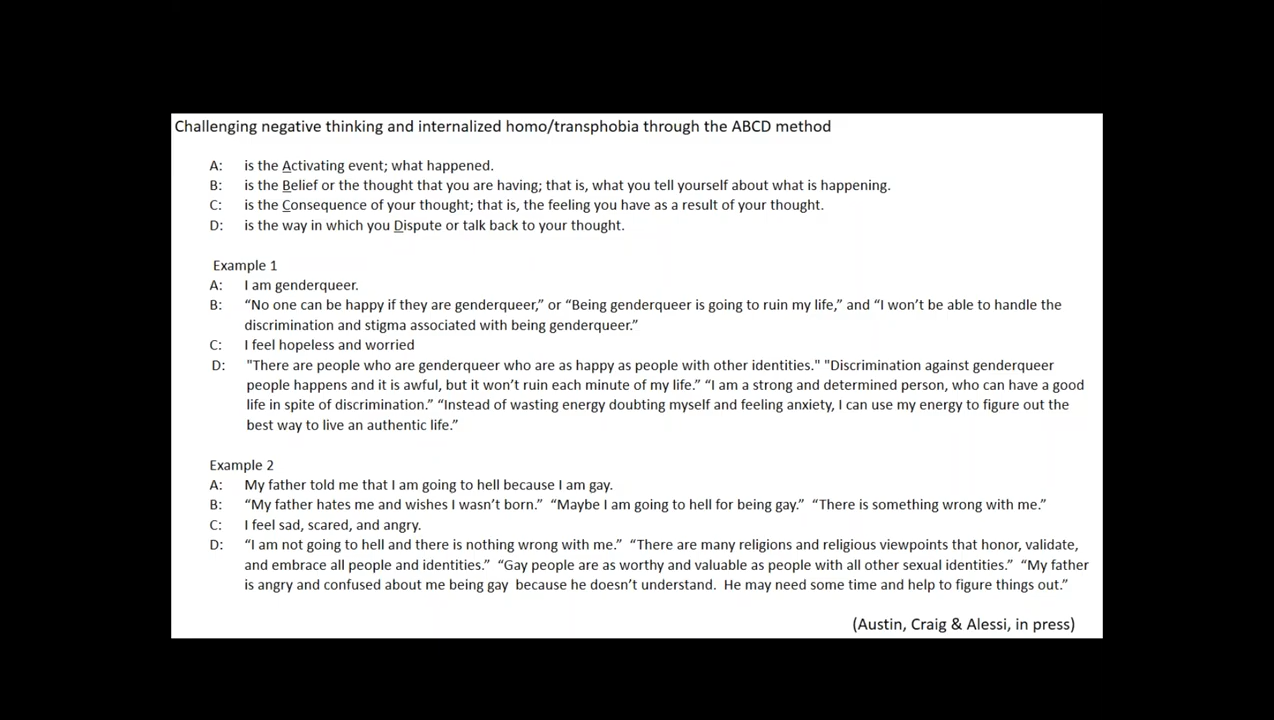 Challenging negative thinking and internalized homo/transphobia through the ABCD method
A: is the Activating event; what happened.
B: is the Belief or the thought that you are having; that is, what you tell yourself about what is happening.
C: is the Consequence of your thought; that is, the feeling you have as a result of your thought.
D: is the way in which you Dispute or talk back to your thought.
Example 1
A: I am genderqueer.
B: “No one can be happy if they are genderqueer,” or “Being genderqueer is going to ruin my life,” and “I won’t be able to handle the
discrimination and stigma associated with being genderqueer.”
C: I feel hopeless and worried
D: "There are people who are genderqueer who are as happy as people with other identities." "Discrimination against genderqueer
people happens and it is awful, but it won’t ruin each minute of my life.” “I am a strong and determined person, who can have a good
life in spite of discrimination.” “Instead of wasting energy doubting myself and feeling anxiety, I can use my energy to figure out the
best way to live an authentic life.”
Example 2
A: My father told me that I am going to hell because I am gay.
B: “My father hates me and wishes I wasn’t born.” “Maybe I am going to hell for being gay.” “There is something wrong with me.”
C: I feel sad, scared, and angry.
D: “I am not going to hell and there is nothing wrong with me.” “There are many religions and religious viewpoints that honor, validate,
and embrace all people and identities.” “Gay people are as worthy and valuable as people with all other sexual identities.” “My father
is angry and confused about me being gay because he doesn’t understand. He may need some time and help to figure things out.”
(Austin, Craig & Alessi, in press)